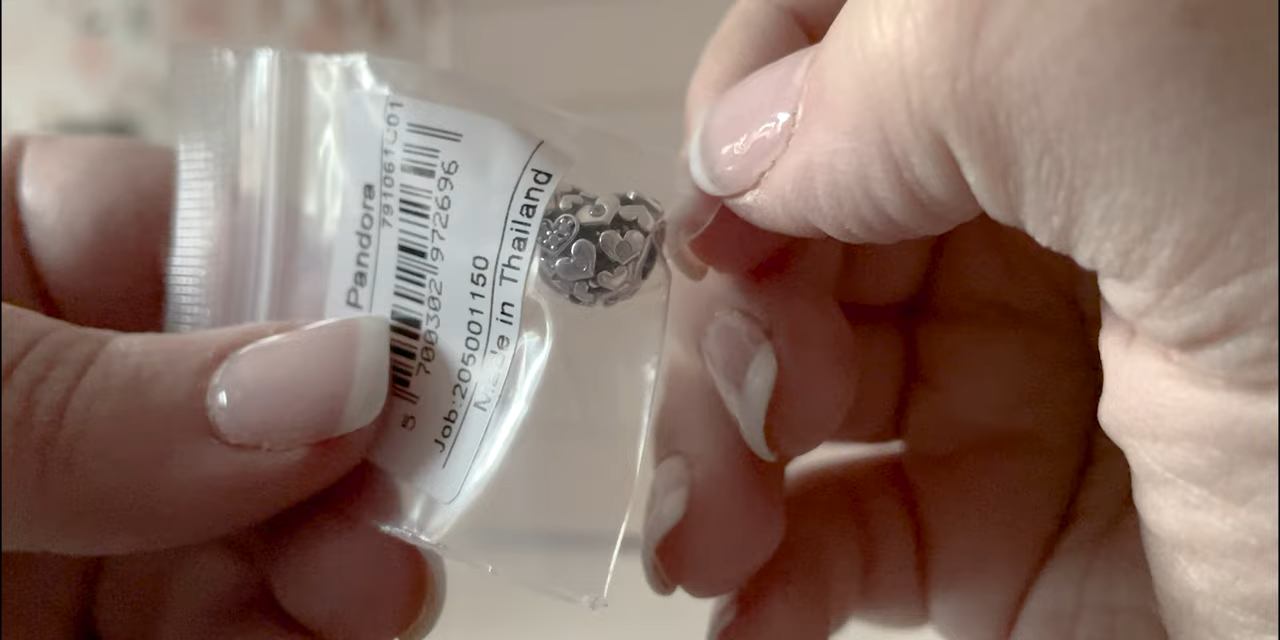 Pandora
791061C01
5 700302 972696
Job:205001150
Made in Thailand